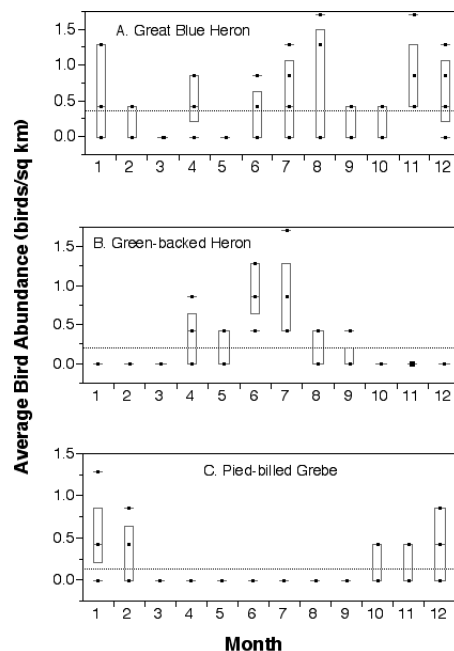 Average Bird Abundance (birds/sq km)
A. Great Blue Heron
1.5
1.0
0.5
0.0
1 2 3 4 5 6 7 8 9 10 11 12
B. Green-backed Heron
1.5
1.0
0.5
0.0
1 2 3 4 5 6 7 8 9 10 11 12
C. Pied-billed Grebe
1.5
1.0
0.5
0.0
1 2 3 4 5 6 7 8 9 10 11 12
Month